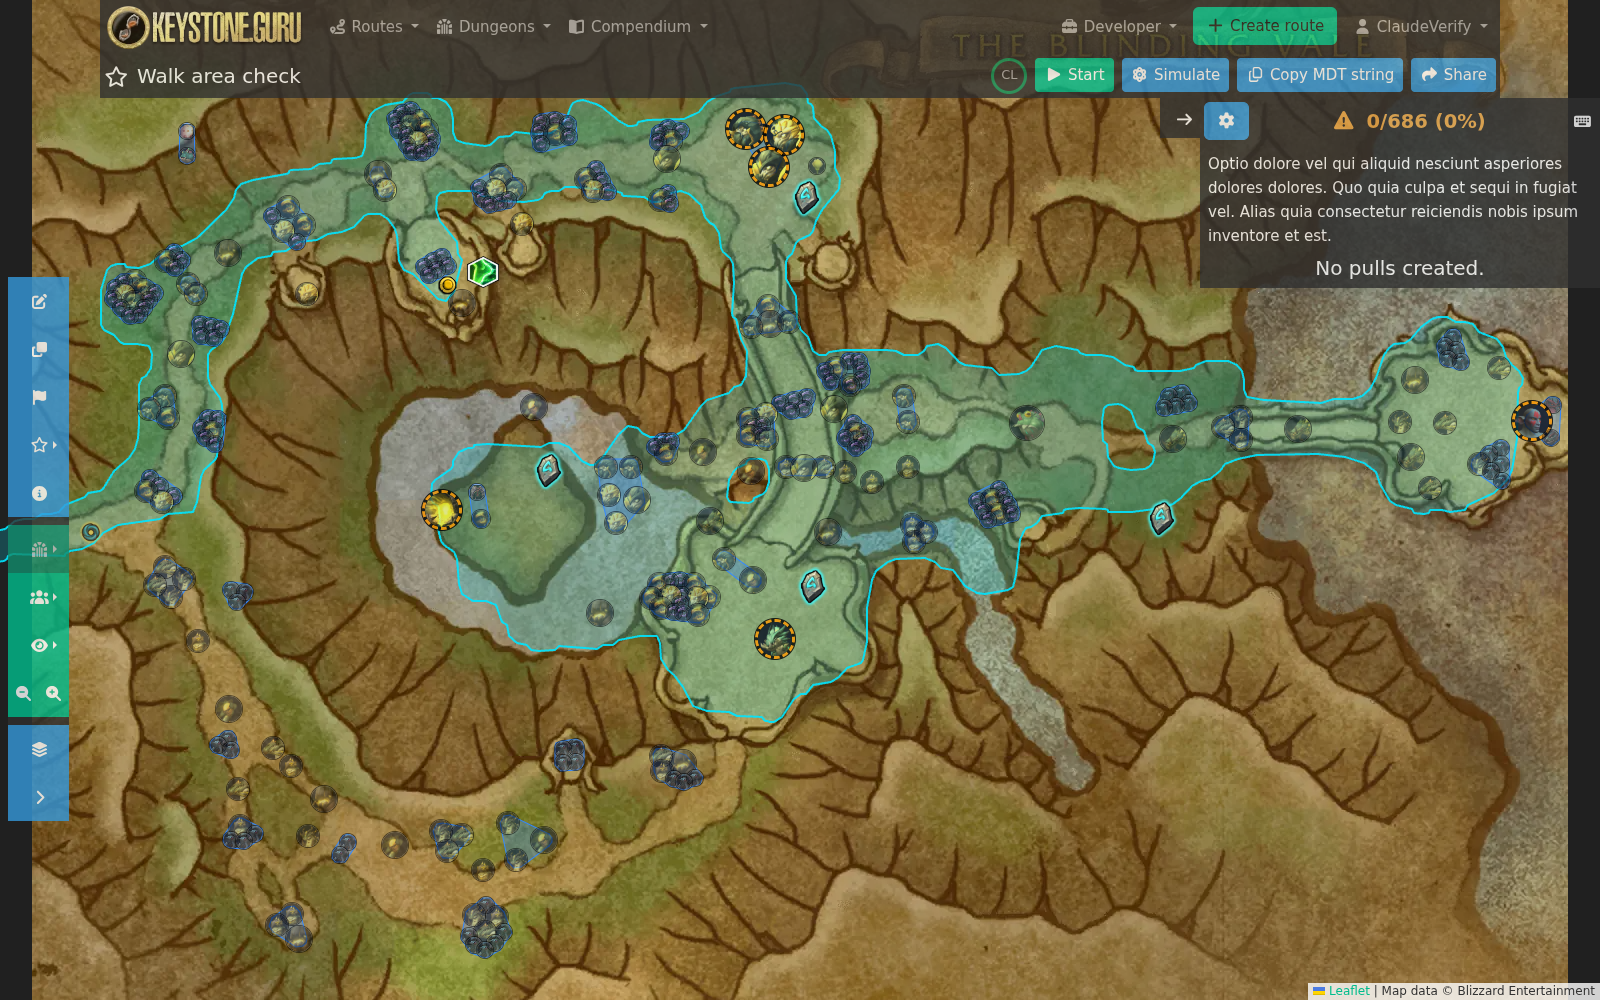 KEYSTONE.GURU
Routes
Dungeons
Compendium
Developer
Create route
ClaudeVerify
THE BLINDING VALE
Walk area check
CL
Start
Simulate
Copy MDT string
Share
0/686 (0%)
Optio dolore vel qui aliquid nesciunt asperiores
dolores dolores. Quo quia culpa et sequi in fugiat
vel. Alias quia consectetur reiciendis nobis ipsum
inventore et est.
No pulls created.
Leaflet | Map data © Blizzard Entertainment